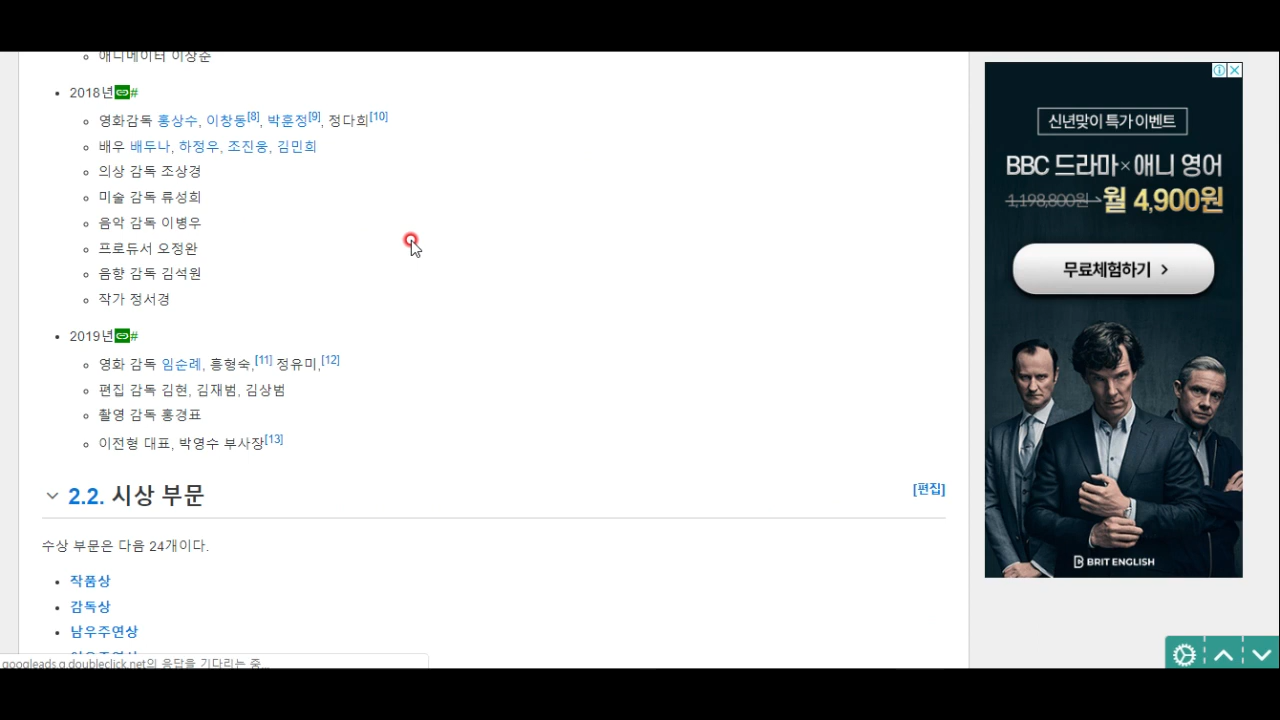 애니메이터 이상준
2018년#
영화감독 홍상수, 이창동[8], 박훈정[9], 정다희[10]
배우 배두나, 하정우, 조진웅, 김민희
의상 감독 조상경
미술 감독 류성희
음악 감독 이병우
프로듀서 오정완
음향 감독 김석원
작가 정서경
2019년#
영화 감독 임순례, 홍형숙,[11] 정유미,[12]
편집 감독 김현, 김재범, 김상범
촬영 감독 홍경표
이전형 대표, 박영수 부사장[13]
2.2. 시상 부문
[편집]
수상 부문은 다음 24개이다.
작품상
감독상
남우주연상
googleads.g.doubleclick.net의 응답을 기다리는 중...
신년맞이 특가 이벤트
BBC 드라마×애니 영어
1,198,800원→월 4,900원
무료체험하기 >
BRIT ENGLISH